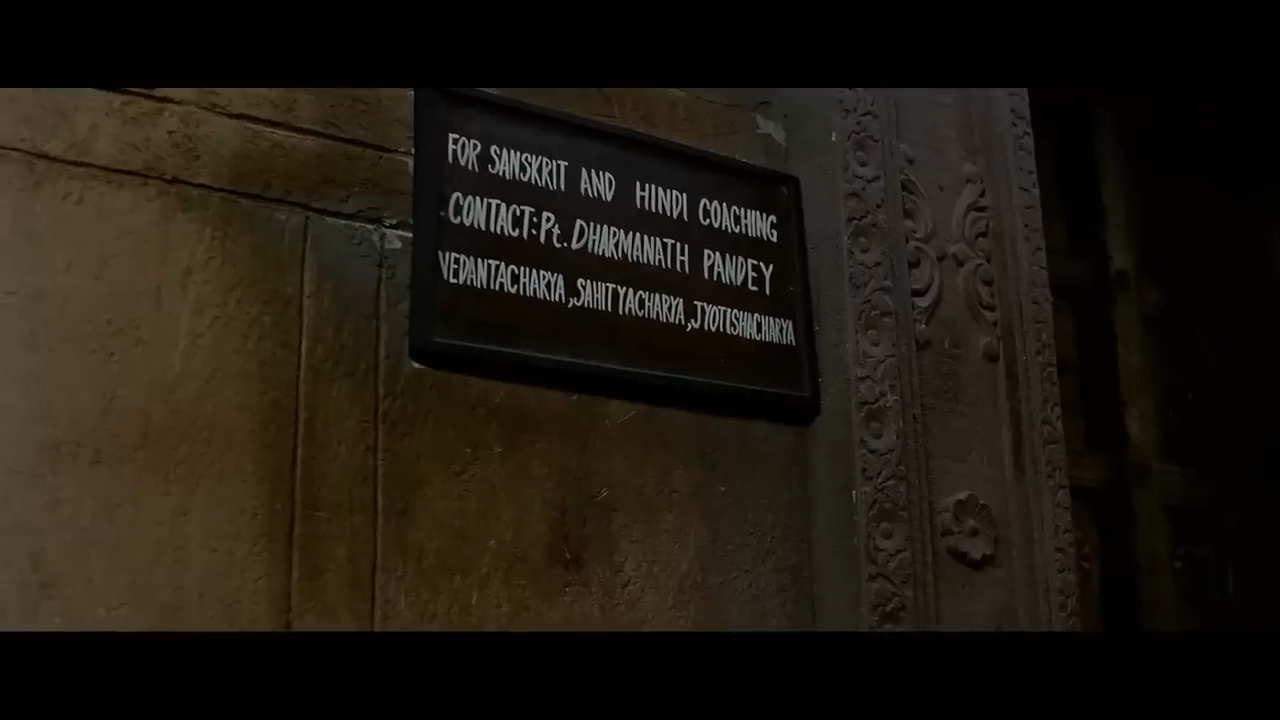 FOR SANSKRIT AND HINDI COACHING
CONTACT:Pt. DHARMANATH PANDEY
VEDANTACHARYA,SAHITYACHARYA,JYOTISHACHARYA